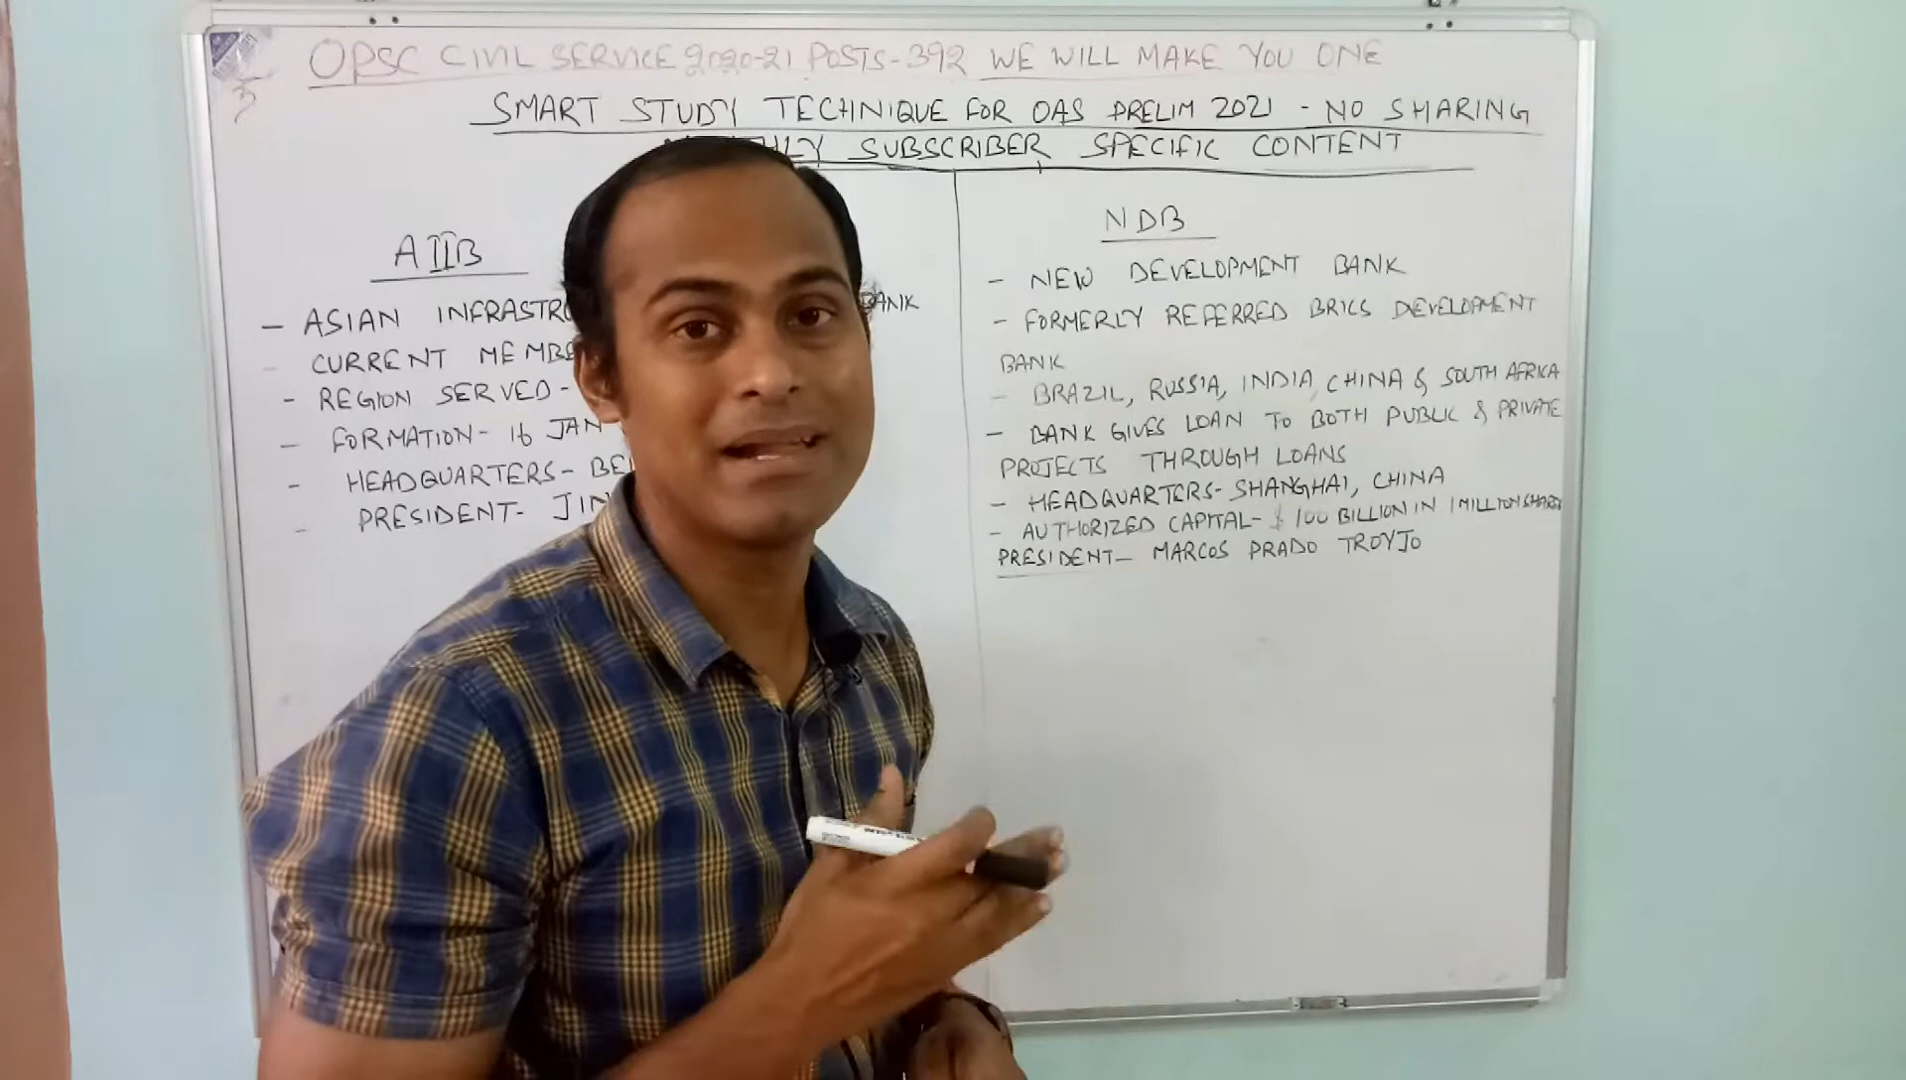 OPSC CIVIL SERVICE 2020-21 POSTS-392 WE WILL MAKE YOU ONE
SMART STUDY TECHNIQUE FOR OAS PRELIM 2021 - NO SHARING
SUBSCRIBER SPECIFIC CONTENT
AIIB
- ASIAN INFRASTRU BANK
- CURRENT MEMBE
- REGION SERVED -
- FORMATION- 16 JAN
- HEADQUARTERS- BEI
- PRESIDENT- JIN
NDB
- NEW DEVELOPMENT BANK
- FORMERLY REFERRED BRICS DEVELOPMENT
BANK
- BRAZIL, RUSSIA, INDIA, CHINA & SOUTH AFRIKA
- BANK GIVES LOAN TO BOTH PUBLIC & PRIVATE
PROJECTS THROUGH LOANS
- HEADQUARTERS- SHANGHAI, CHINA
- AUTHORIZED CAPITAL- $ 100 BILLION IN 1 MILLION SHARES
PRESIDENT- MARCOS PRADO TROYJO